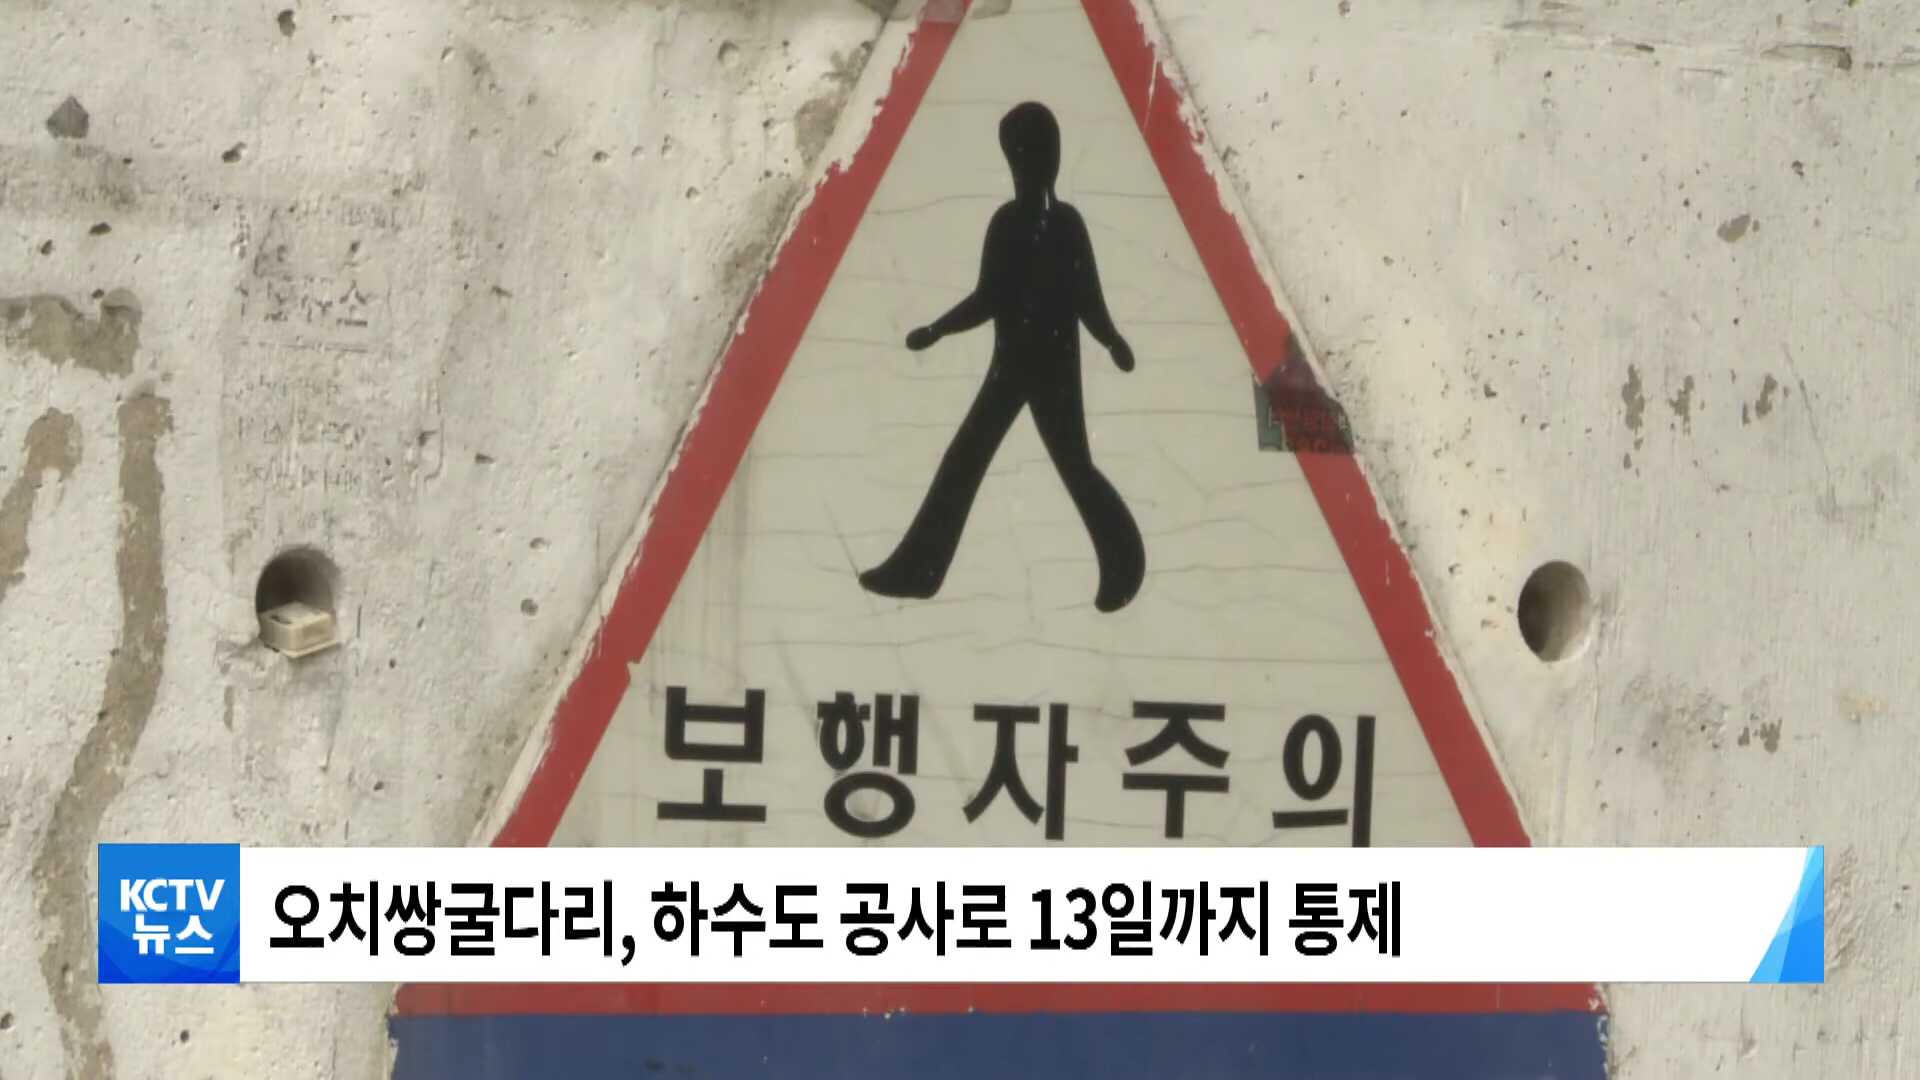 보행자주의
KCTV
뉴스
오치쌍굴다리, 하수도 공사로 13일까지 통제